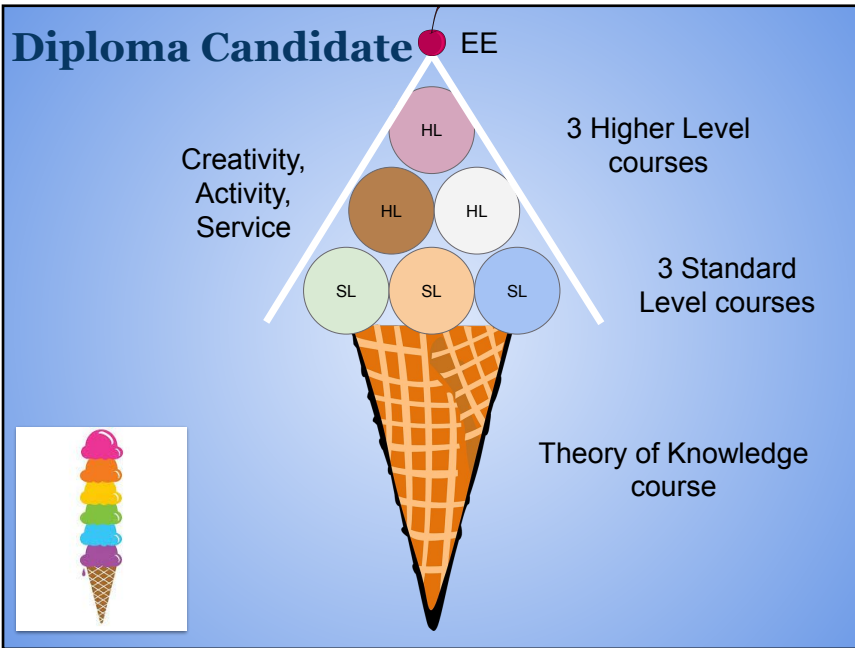 Diploma Candidate
EE
HL
3 Higher Level
courses
Creativity,
Activity,
Service
HL
HL
SL
SL
SL
3 Standard
Level courses
Theory of Knowledge
course